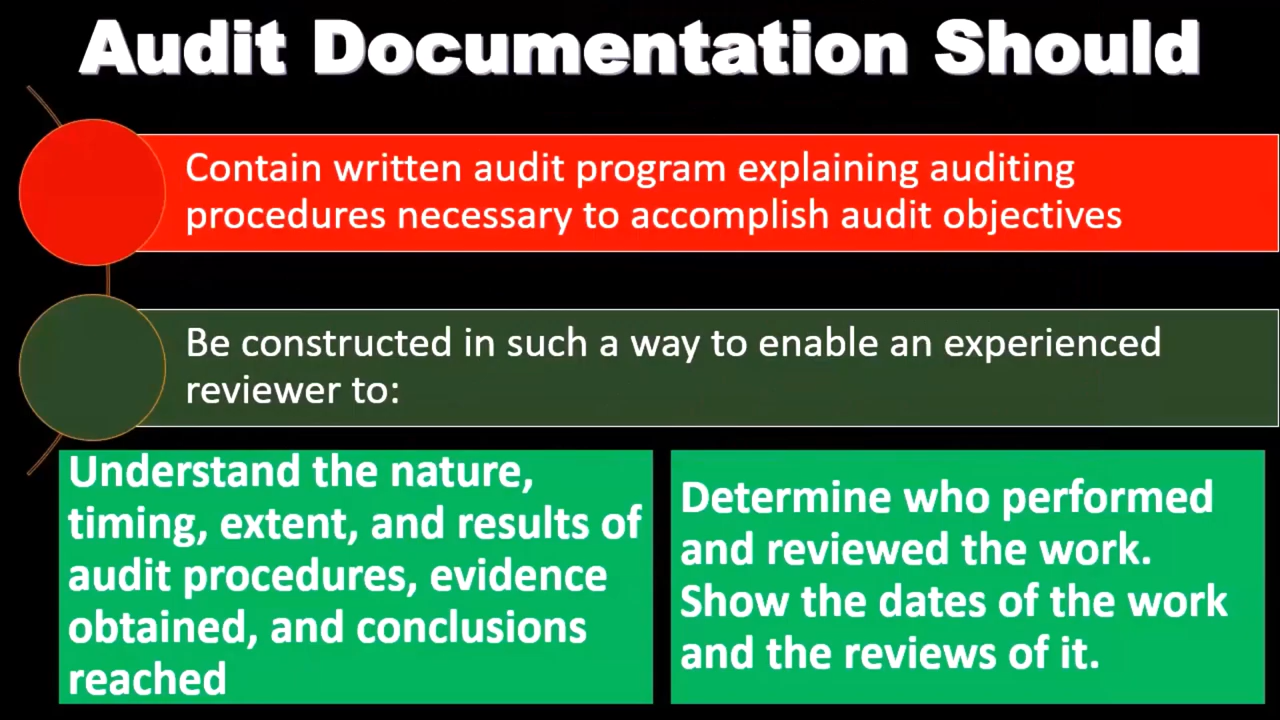 Audit Documentation Should
Contain written audit program explaining auditing
procedures necessary to accomplish audit objectives
Be constructed in such a way to enable an experienced
reviewer to:
Understand the nature,
timing, extent, and results of
audit procedures, evidence
obtained, and conclusions
reached
Determine who performed
and reviewed the work.
Show the dates of the work
and the reviews of it.